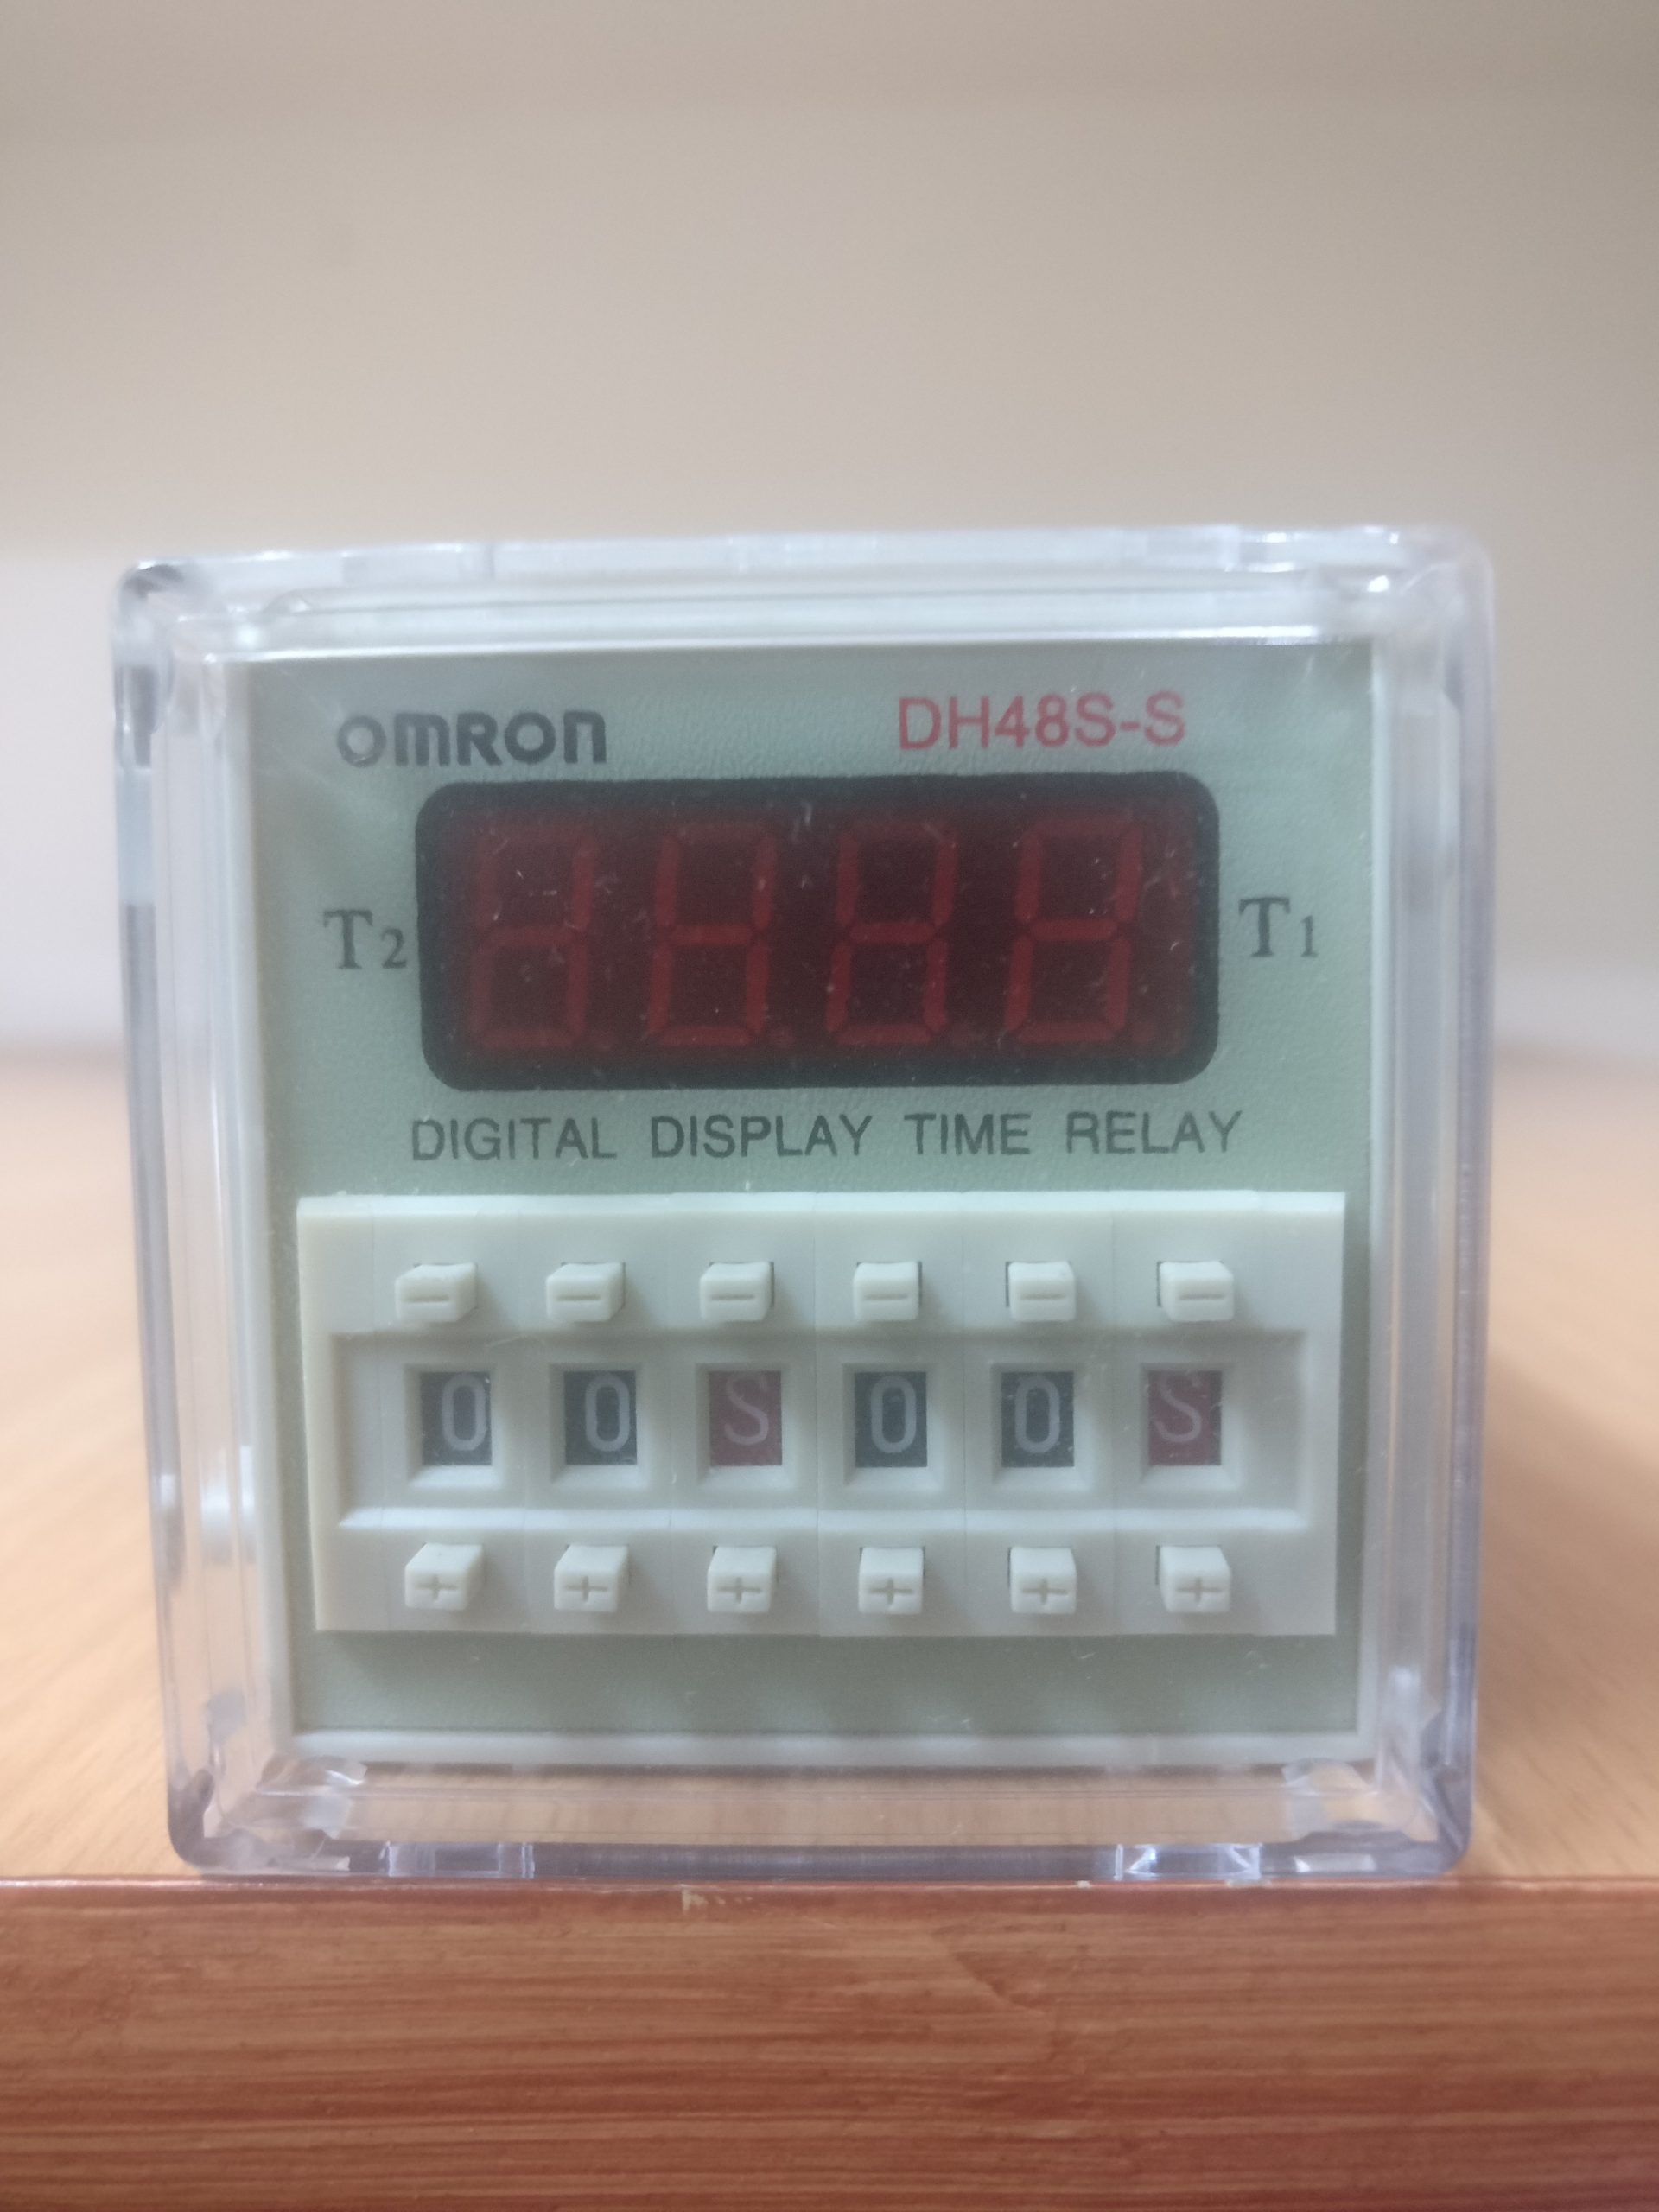 OMRON DH48S-S
T2 T1
DIGITAL DISPLAY TIME RELAY
- - - - - -
0 0 S 0 0 S
+ + + + + +